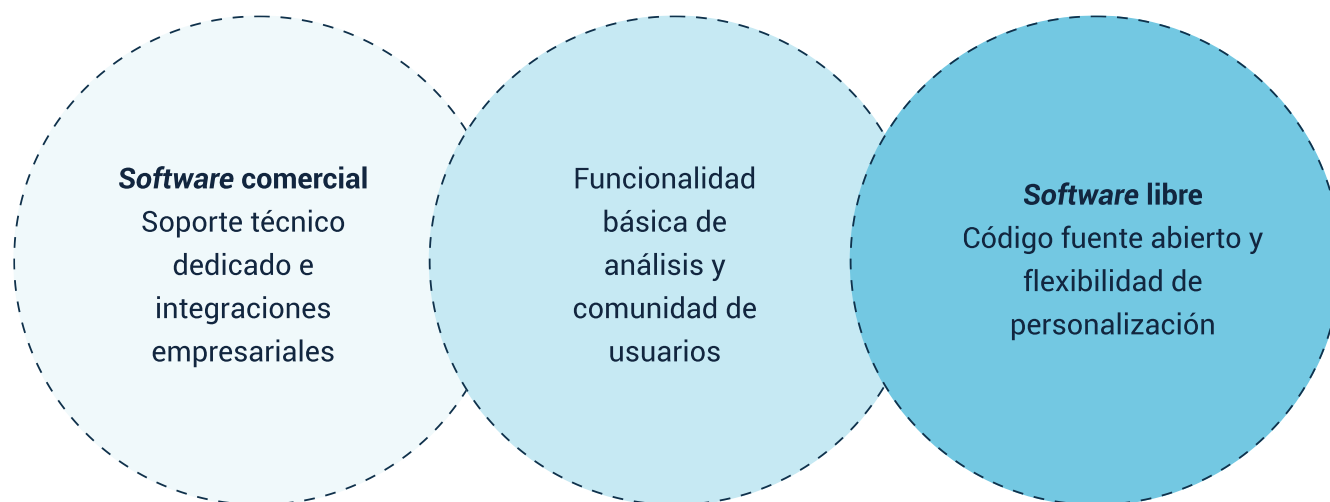 Software comercial
Soporte técnico
dedicado e
integraciones
empresariales
Funcionalidad
básica de
análisis y
comunidad de
usuarios
Software libre
Código fuente abierto y
flexibilidad de
personalización